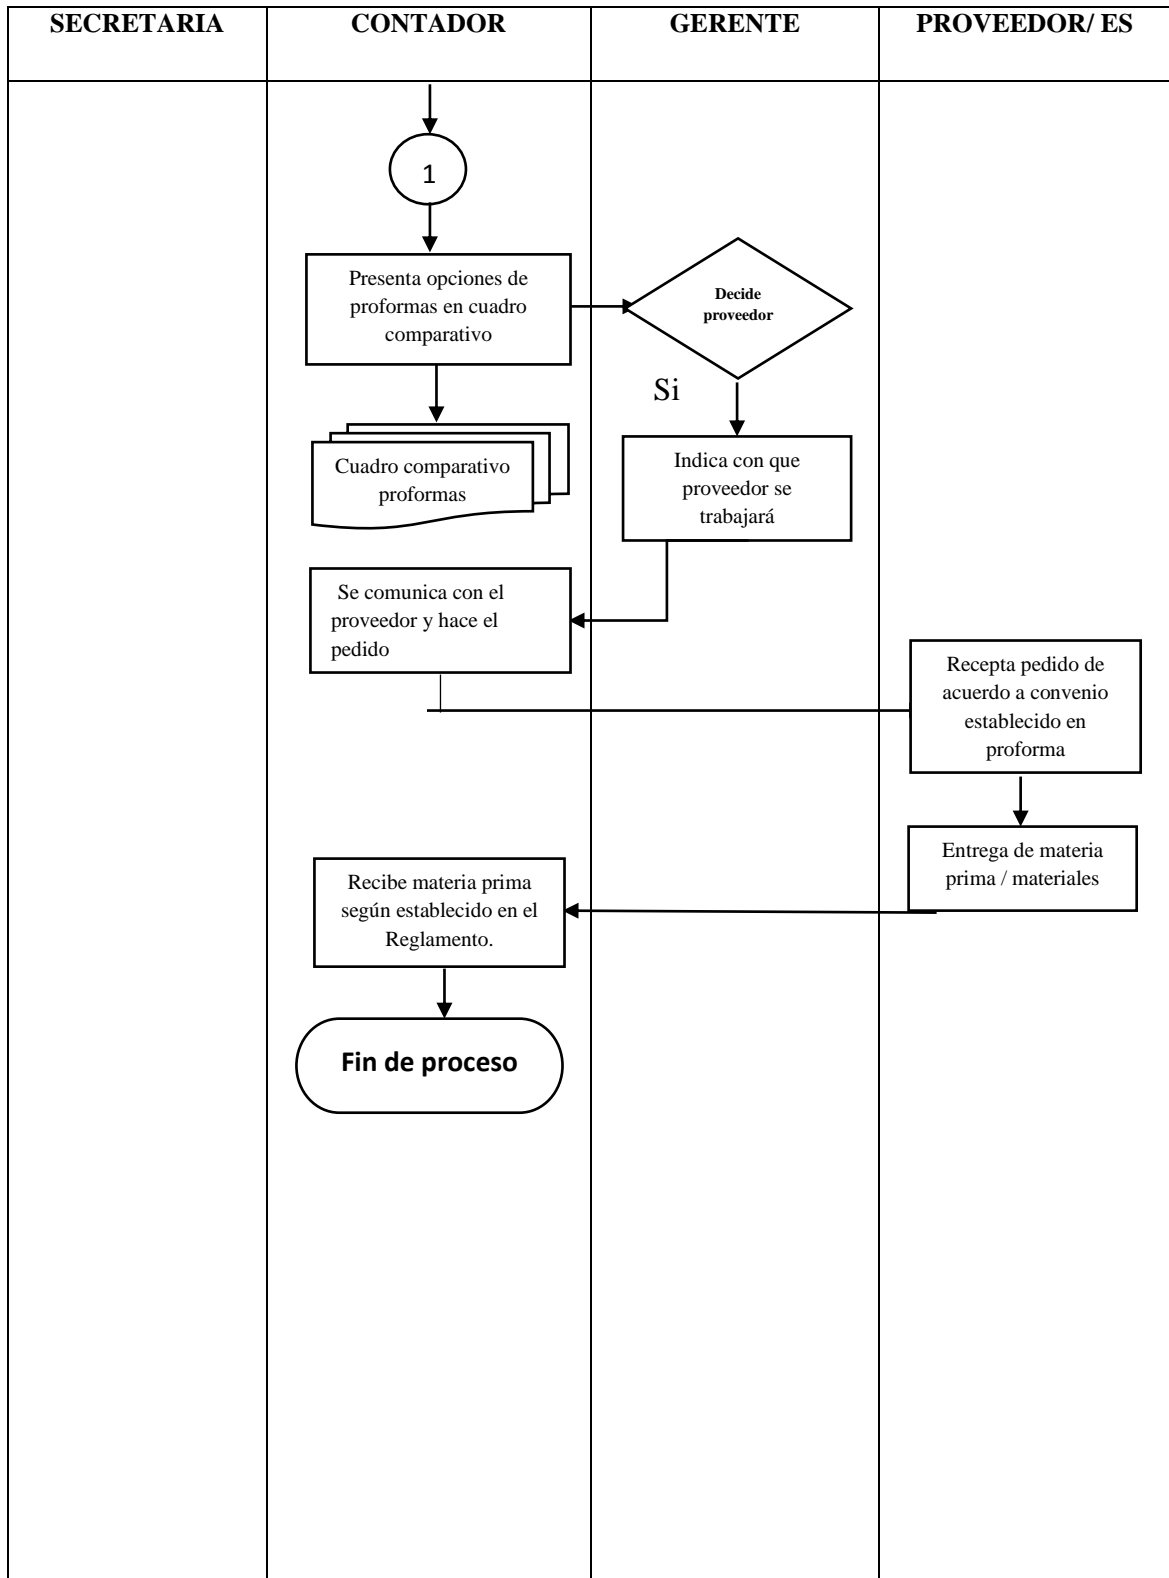 SECRETARIA
CONTADOR
GERENTE
PROVEEDOR/ ES
1
Presenta opciones de
proformas en cuadro
comparativo
Decide
proveedor
Si
Cuadro comparativo
proformas
Indica con que
proveedor se
trabajará
Se comunica con el
proveedor y hace el
pedido
Recepta pedido de
acuerdo a convenio
establecido en
proforma
Entrega de materia
prima / materiales
Recibe materia prima
según establecido en el
Reglamento.
Fin de proceso